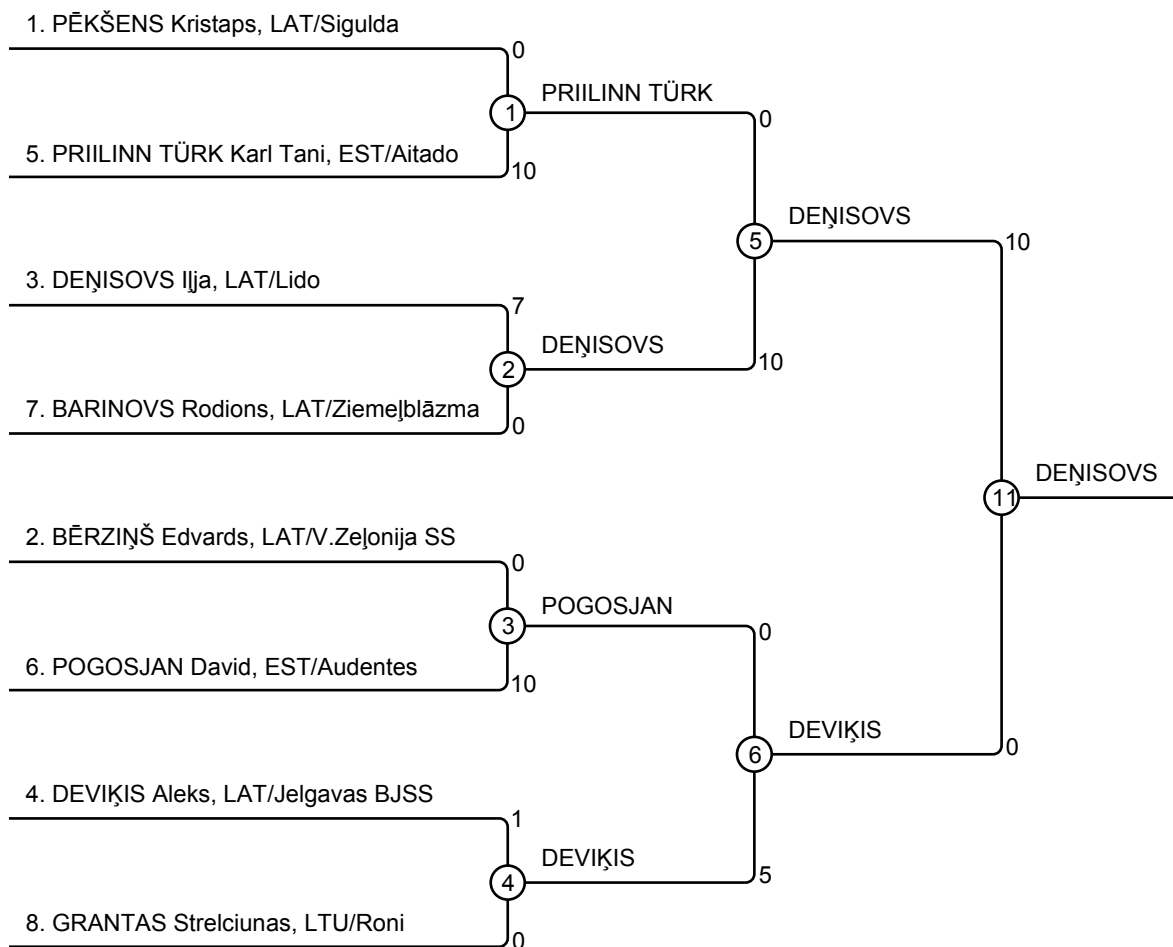 1. PĒKŠENS Kristaps, LAT/Sigulda
0
1
PRIILINN TÜRK
0
5. PRIILINN TÜRK Karl Tani, EST/Aitado
10
5
DEŅISOVS
10
3. DEŅISOVS Iļja, LAT/Lido
7
2
DEŅISOVS
10
7. BARINOVS Rodions, LAT/Ziemeļblāzma
0
11
DEŅISOVS
2. BĒRZIŅŠ Edvards, LAT/V.Zeļonija SS
0
3
POGOSJAN
0
6. POGOSJAN David, EST/Audentes
10
6
DEVIĶIS
0
4. DEVIĶIS Aleks, LAT/Jelgavas BJSS
1
4
DEVIĶIS
5
8. GRANTAS Strelciunas, LTU/Roni
0